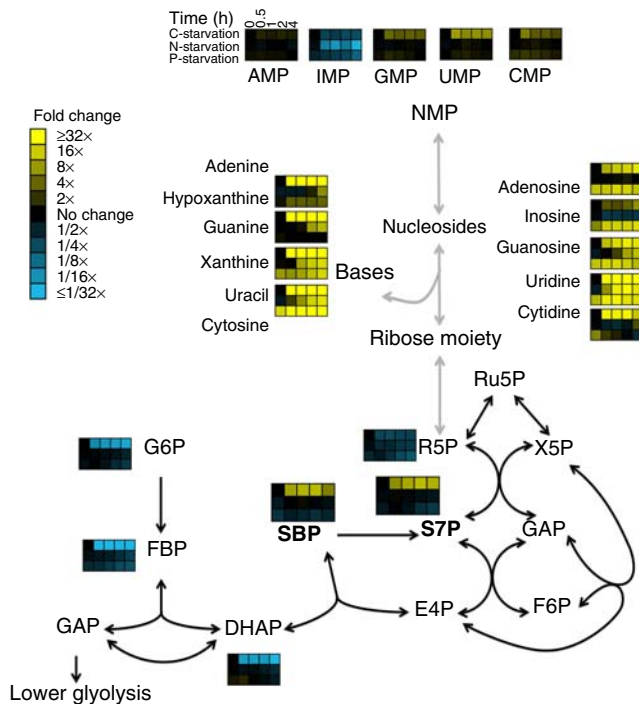 Time (h) 0 0.5 1 2 4
C-starvation
N-starvation
P-starvation
AMP IMP GMP UMP CMP
NMP
Fold change
≥32×
16×
8×
4×
2×
No change
1/2×
1/4×
1/8×
1/16×
≤1/32×
Adenine
Hypoxanthine
Guanine
Xanthine
Uracil
Cytosine
Bases
Nucleosides
Adenosine
Inosine
Guanosine
Uridine
Cytidine
Ribose moiety
Ru5P
G6P
R5P X5P
SBP S7P GAP
FBP
GAP DHAP E4P F6P
Lower glyolysis